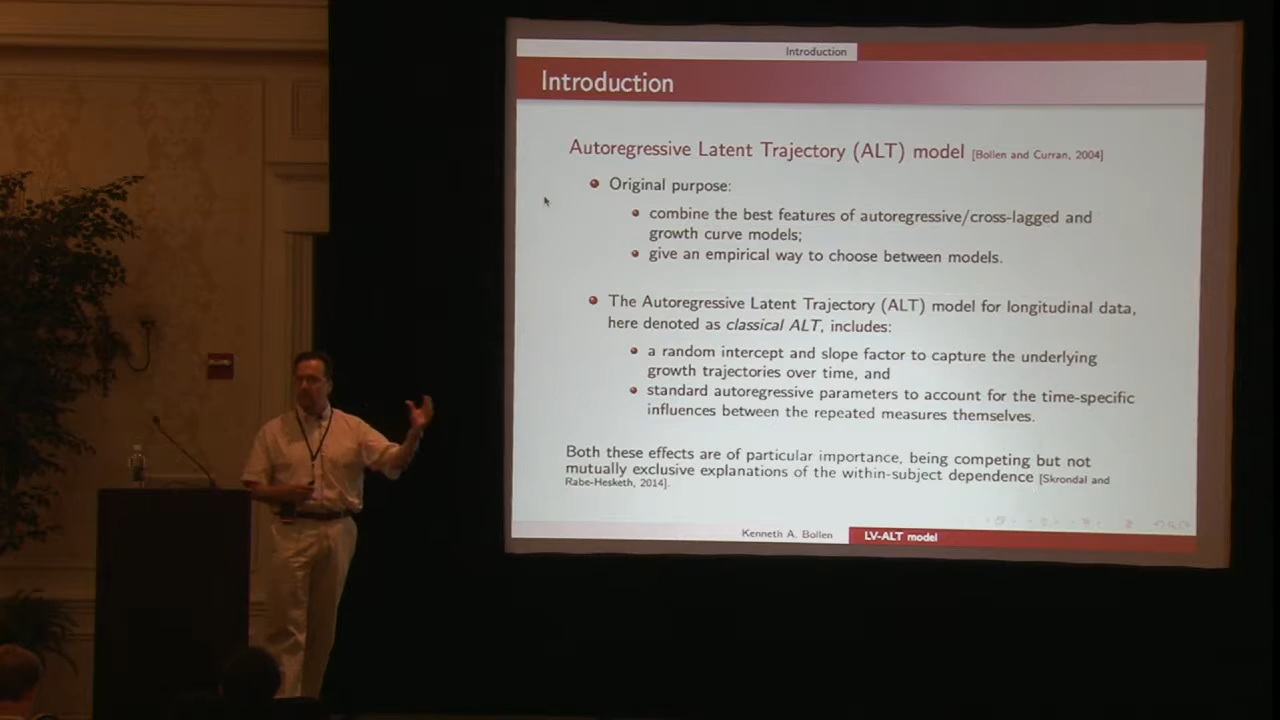 Introduction
Introduction
Autoregressive Latent Trajectory (ALT) model [Bollen and Curran, 2004]
Original purpose:
combine the best features of autoregressive/cross-lagged and
growth curve models;
give an empirical way to choose between models.
The Autoregressive Latent Trajectory (ALT) model for longitudinal data,
here denoted as classical ALT, includes:
a random intercept and slope factor to capture the underlying
growth trajectories over time, and
standard autoregressive parameters to account for the time-specific
influences between the repeated measures themselves.
Both these effects are of particular importance, being competing but not
mutually exclusive explanations of the within-subject dependence [Skrondal and
Rabe-Hesketh, 2014].
Kenneth A. Bollen LV-ALT model